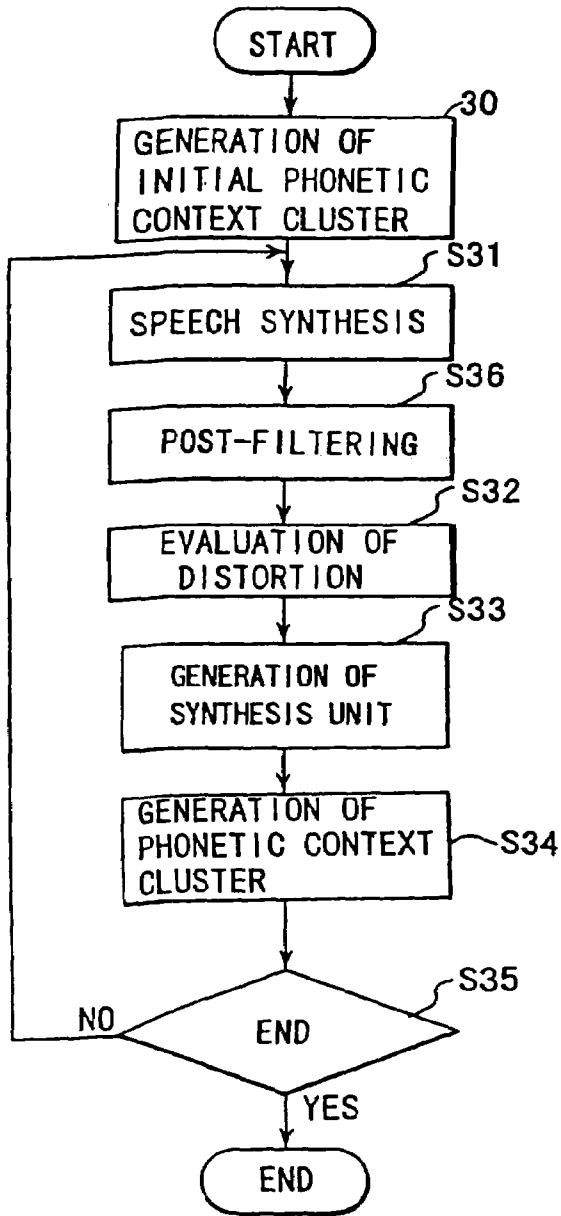 START
30
GENERATION OF
INITIAL PHONETIC
CONTEXT CLUSTER
S31
SPEECH SYNTHESIS
S36
POST-FILTERING
S32
EVALUATION OF
DISTORTION
S33
GENERATION OF
SYNTHESIS UNIT
GENERATION OF
PHONETIC CONTEXT
CLUSTER
S34
S35
NO
END
YES
END